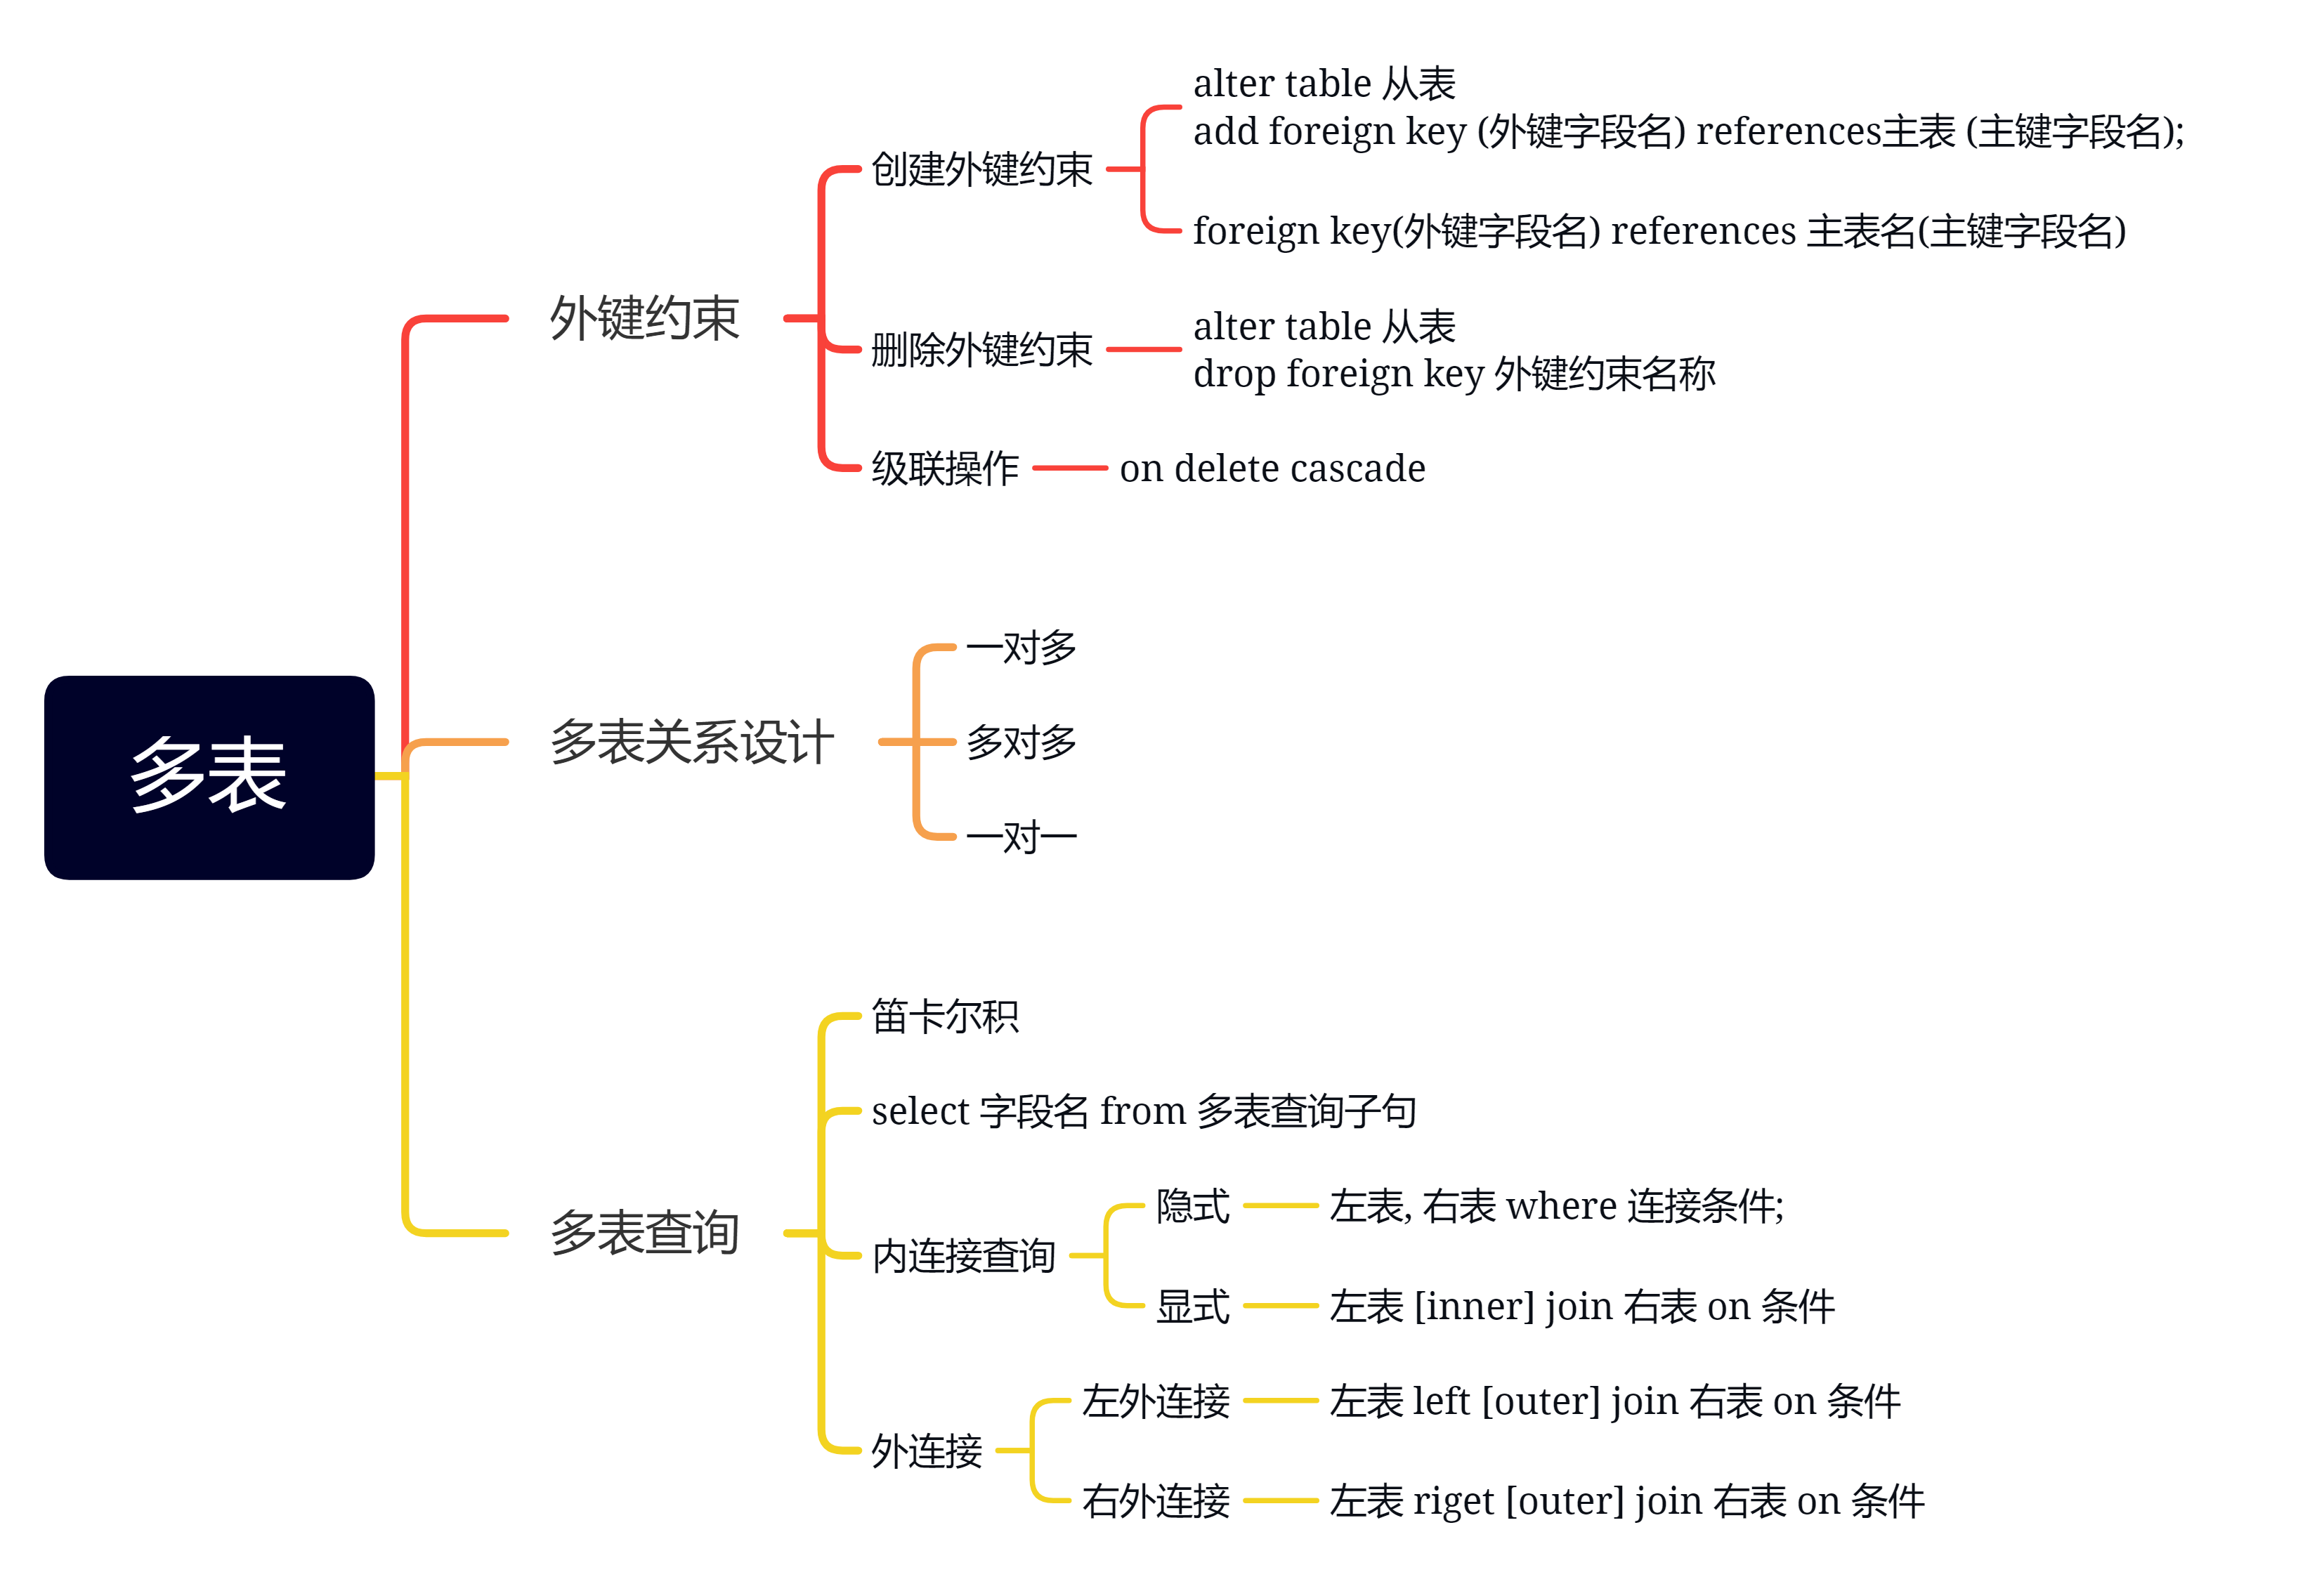 多表
外键约束
创建外键约束
alter table 从表
add foreign key (外键字段名) references主表 (主键字段名);
foreign key(外键字段名) references 主表名(主键字段名)
删除外键约束
alter table 从表
drop foreign key 外键约束名称
级联操作
on delete cascade
多表关系设计
一对多
多对多
一对一
多表查询
笛卡尔积
select 字段名 from 多表查询子句
内连接查询
隐式
左表, 右表 where 连接条件;
显式
左表 [inner] join 右表 on 条件
外连接
左外连接
左表 left [outer] join 右表 on 条件
右外连接
左表 riget [outer] join 右表 on 条件